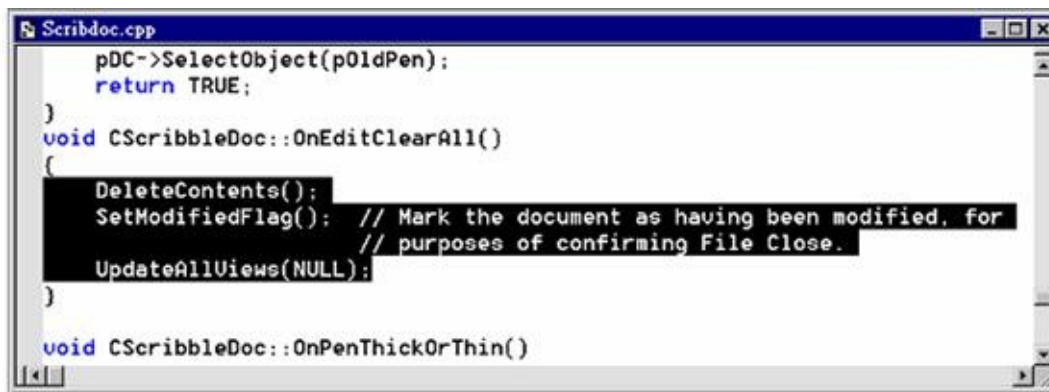 Scribdoc.cpp
pDC->SelectObject(pOldPen);
return TRUE;
}
void CScribbleDoc::OnEditClearAll()
{
DeleteContents();
SetModifiedFlag(); // Mark the document as having been modified, for
// purposes of confirming File Close.
UpdateAllViews(NULL);
}
void CScribbleDoc::OnPenThickOrThin()